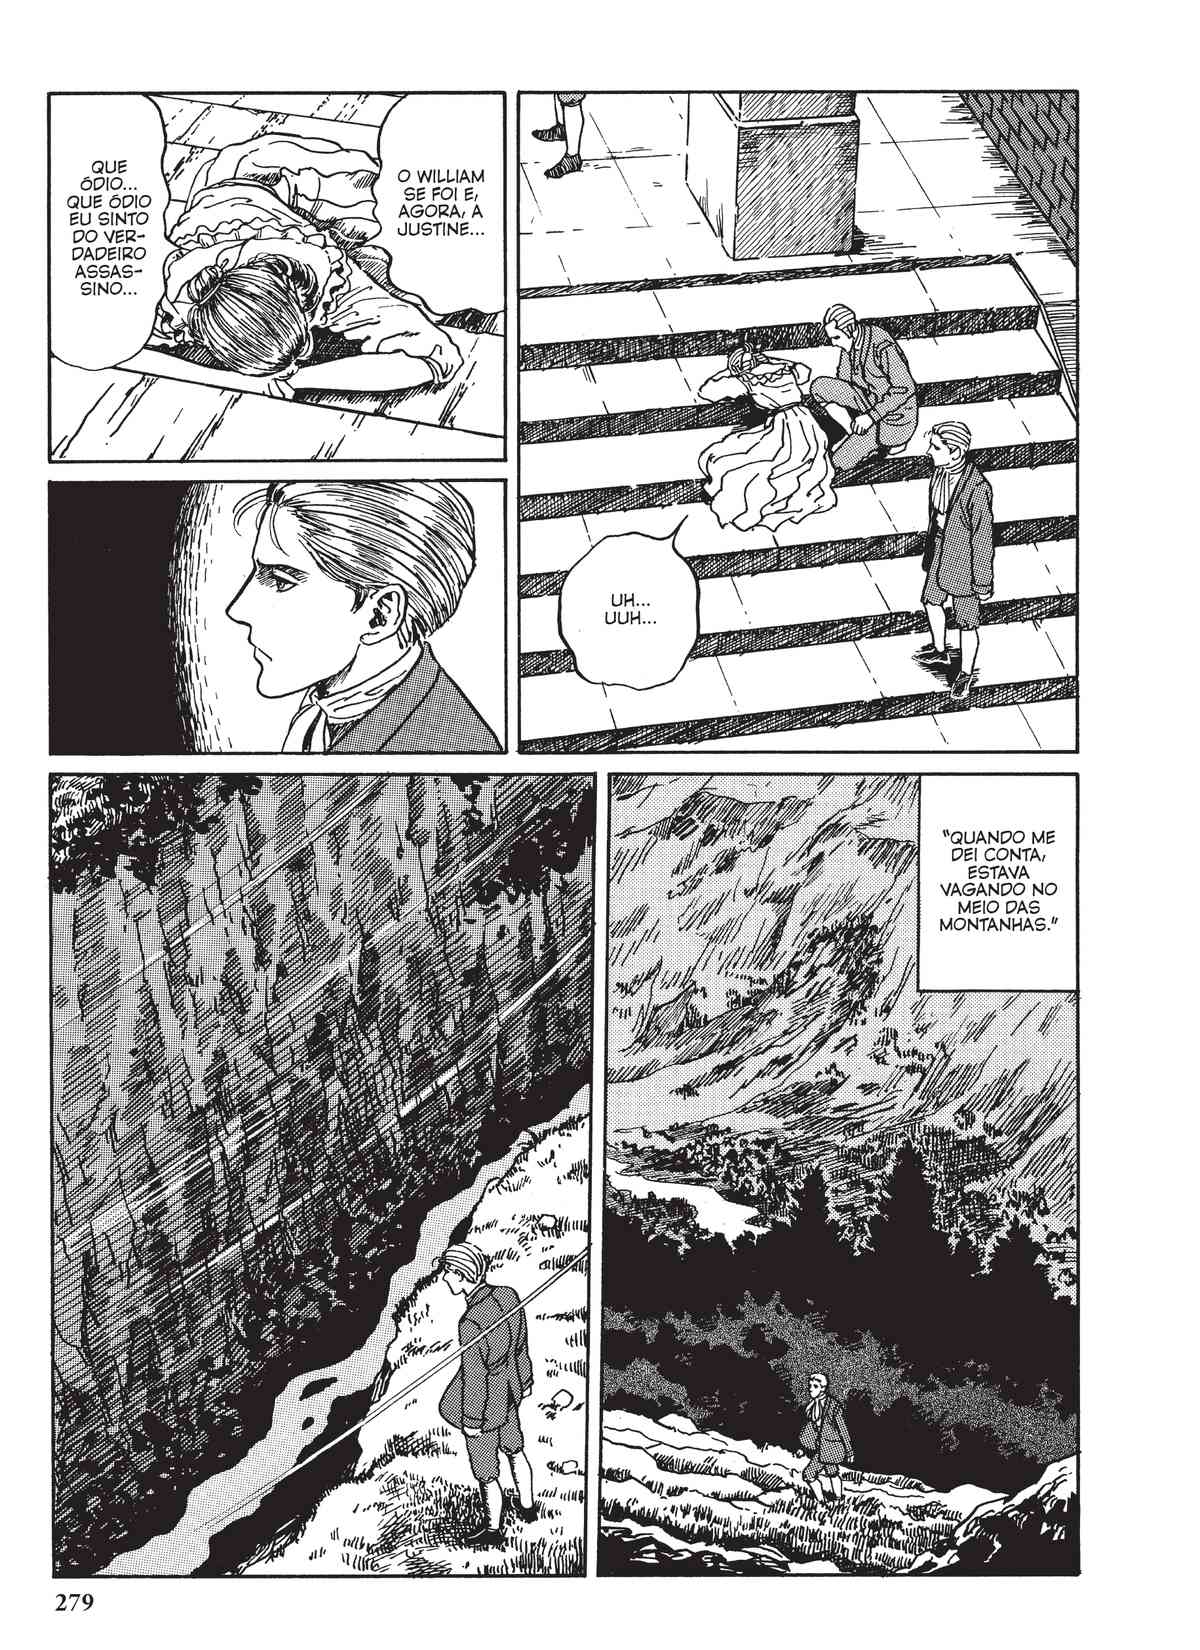 UH...
UUH...
O WILLIAM
SE FOI E,
AGORA, A
JUSTINE...
QUE
ÓDIO...
QUE ÓDIO
EU SINTO
DO VER-
DADEIRO
ASSAS-
SINO...
"QUANDO ME
DEI CONTA,
ESTAVA
VAGANDO NO
MEIO DAS
MONTANHAS."
279